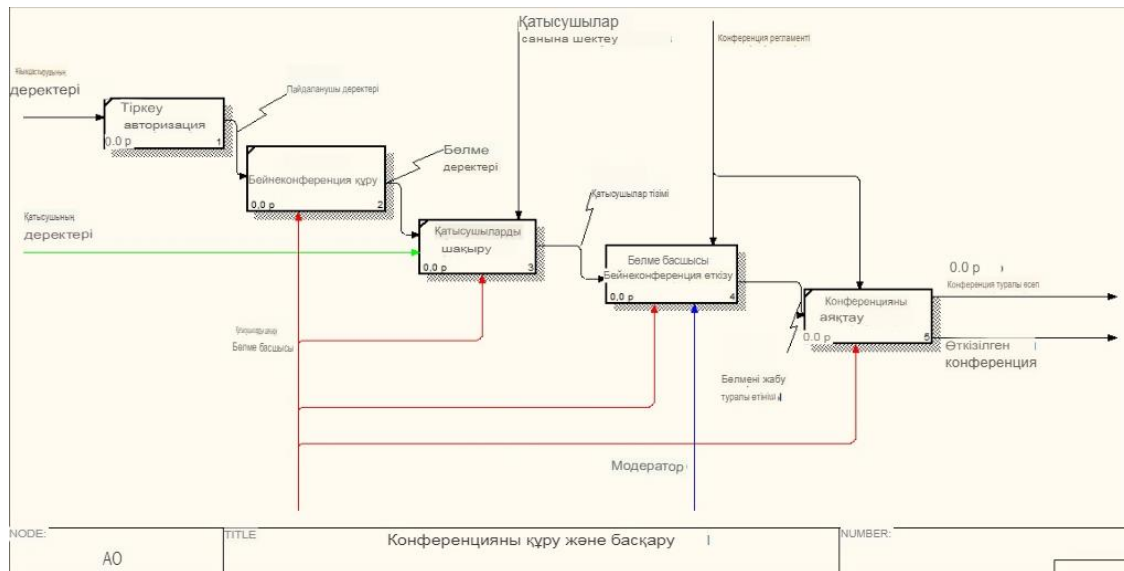 Қатысушылар
санына шектеу
Конференция регламенті
деректері
Пайдаланушы деректері
Тіркеу
авторизация
0.0 р
1
Бөлме
деректері
Бейнеконференция құру
0,0 р
2
Қатысушылар тізімі
Қатысушының
деректері
Қатысушыларды
шақыру
0,0 р
3
Бөлме басшысы
Бейнеконференция өткізу
0,0 р
4
0.0 р
Конференция туралы есеп
Конференцияны
аяқтау
0.0 р
5
Өткізілген
конференция
Бөлме басшысы
Бөлмені жабу
туралы өтініш
Модератор
NODE:
TITLE
NUMBER:
Конференцияны құру және басқару
АО